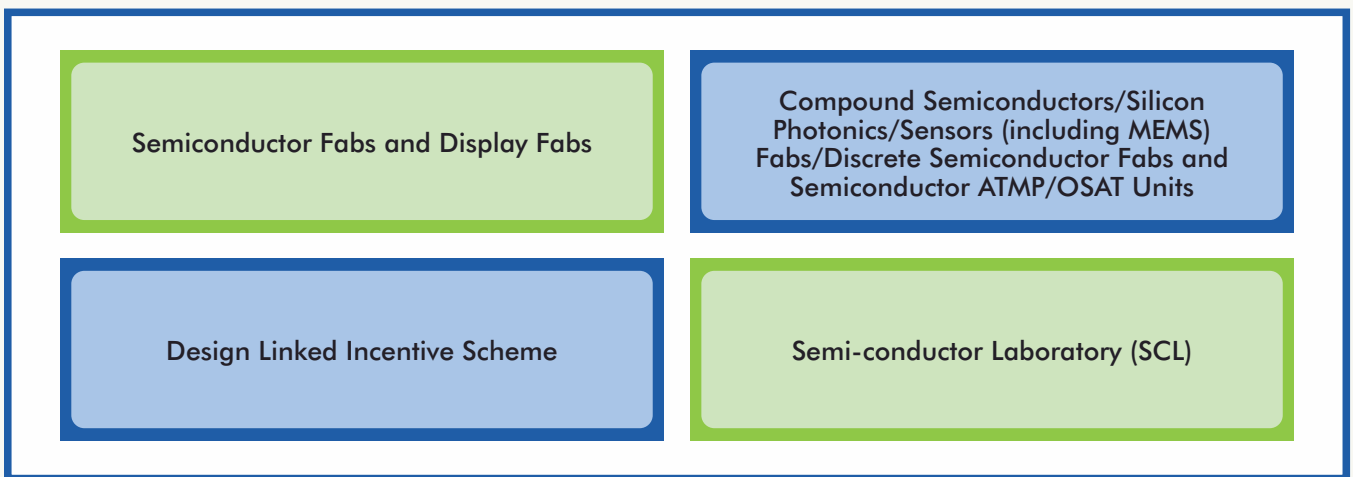 Semiconductor Fabs and Display Fabs
Compound Semiconductors/Silicon
Photonics/Sensors (including MEMS)
Fabs/Discrete Semiconductor Fabs and
Semiconductor ATMP/OSAT Units
Design Linked Incentive Scheme
Semi-conductor Laboratory (SCL)